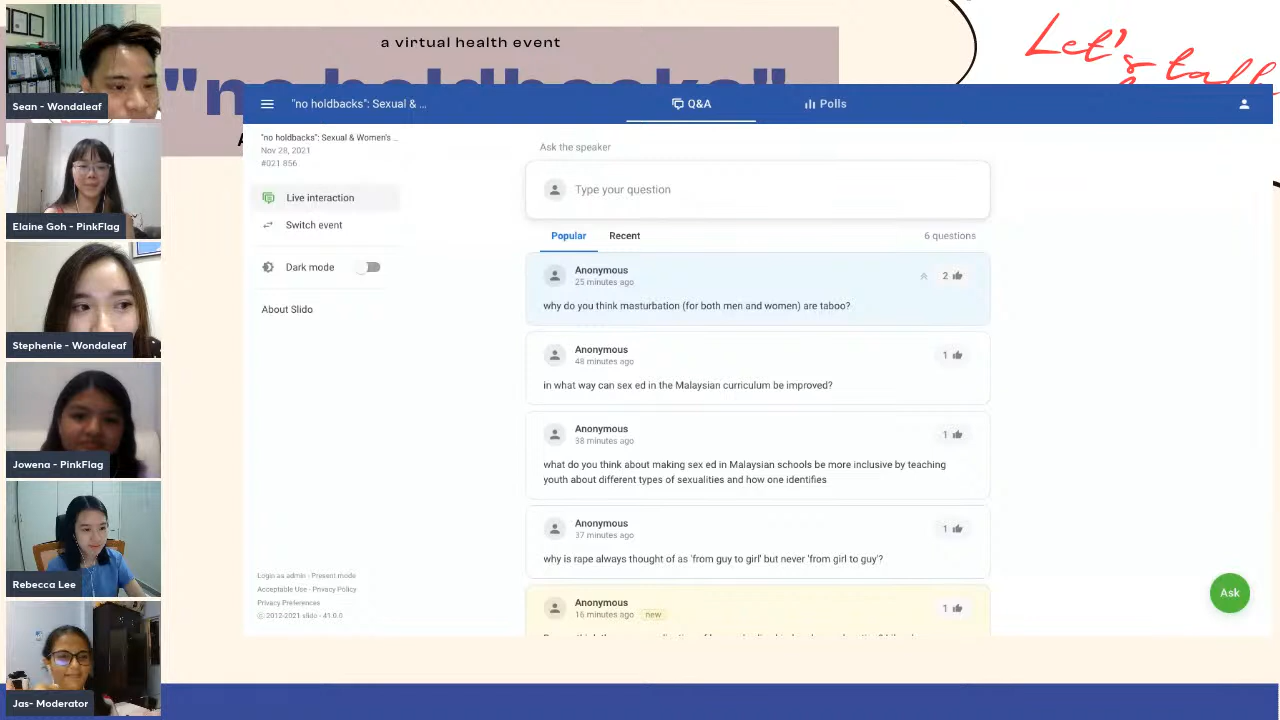 a virtual health event
"no holdbacks"
Let's talk
Sean - Wondaleaf
Elaine Goh - PinkFlag
Stephenie - Wondaleaf
Jowena - PinkFlag
Rebecca Lee
Jas- Moderator
"no holdbacks": Sexual & ...
Q&A
Polls
"no holdbacks": Sexual & Women's ...
Nov 28, 2021
#021 856
Live interaction
Switch event
Dark mode
About Slido
Login as admin · Present mode
Acceptable Use · Privacy Policy
Privacy Preferences
© 2012-2021 slido - 41.0.0
Ask the speaker
Type your question
Popular Recent 6 questions
Anonymous
25 minutes ago
2
why do you think masturbation (for both men and women) are taboo?
Anonymous
48 minutes ago
1
in what way can sex ed in the Malaysian curriculum be improved?
Anonymous
38 minutes ago
1
what do you think about making sex ed in Malaysian schools be more inclusive by teaching
youth about different types of sexualities and how one identifies
Anonymous
37 minutes ago
1
why is rape always thought of as 'from guy to girl' but never 'from girl to guy'?
Anonymous
16 minutes ago new
1
Ask